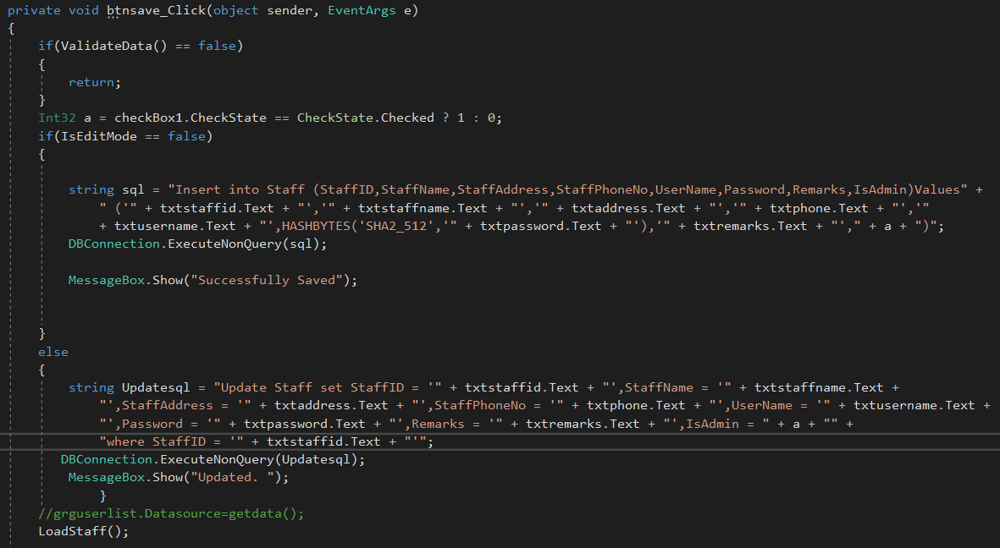 private void btnsave_Click(object sender, EventArgs e)
{
if(ValidateData() == false)
{
return;
}
Int32 a = checkBox1.CheckState == CheckState.Checked ? 1 : 0;
if(IsEditMode == false)
{
string sql = "Insert into Staff (StaffID,StaffName,StaffAddress,StaffPhoneNo,UserName,Password,Remarks,IsAdmin)Values" +
" ('" + txtstaffid.Text + "','" + txtstaffname.Text + "','" + txtaddress.Text + "','" + txtphone.Text + "','"
+ txtusername.Text + "',HASHBYTES('SHA2_512','" + txtpassword.Text + "'),'" + txtremarks.Text + "'," + a + ")";
DBConnection.ExecuteNonQuery(sql);
MessageBox.Show("Successfully Saved");
}
else
{
string Updatesql = "Update Staff set StaffID = '" + txtstaffid.Text + "',StaffName = '" + txtstaffname.Text +
"',StaffAddress = '" + txtaddress.Text + "',StaffPhoneNo = '" + txtphone.Text + "',UserName = '" + txtusername.Text +
"',Password = '" + txtpassword.Text + "',Remarks = '" + txtremarks.Text + "',IsAdmin = " + a + "" +
"where StaffID = '" + txtstaffid.Text + "'";
DBConnection.ExecuteNonQuery(Updatesql);
MessageBox.Show("Updated. ");
}
//grguserlist.Datasource=getdata();
LoadStaff();